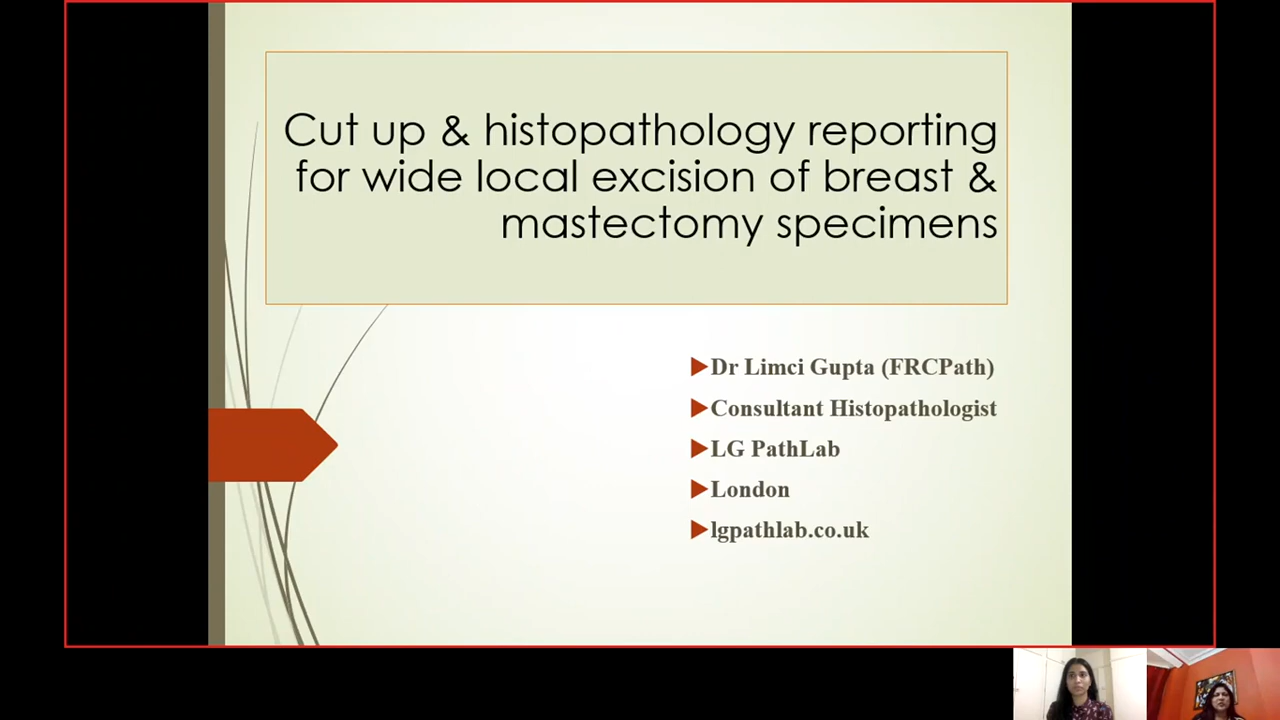 Cut up & histopathology reporting
for wide local excision of breast &
mastectomy specimens
Dr Limci Gupta (FRCPath)
Consultant Histopathologist
LG PathLab
London
lgpathlab.co.uk